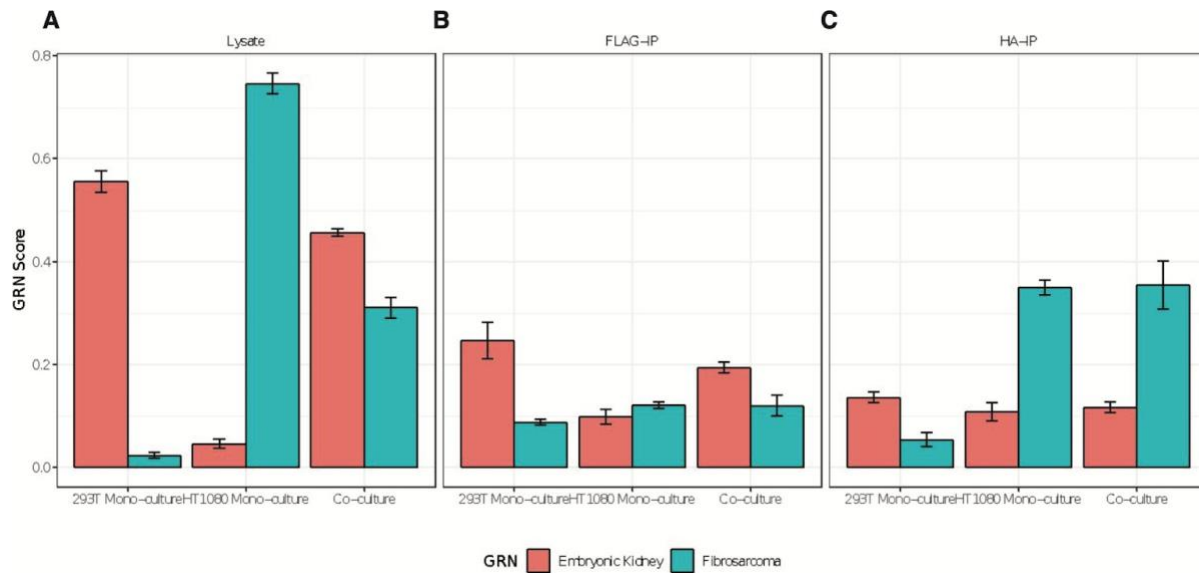 A
B
C
Lysate
FLAG-IP
HA-IP
GRN Score
0.8
0.6
0.4
0.2
0.0
293T Mono-culture HT1080 Mono-culture Co-culture
293T Mono-culture HT1080 Mono-culture Co-culture
293T Mono-culture HT1080 Mono-culture Co-culture
GRN Embryonic Kidney Fibrosarcoma